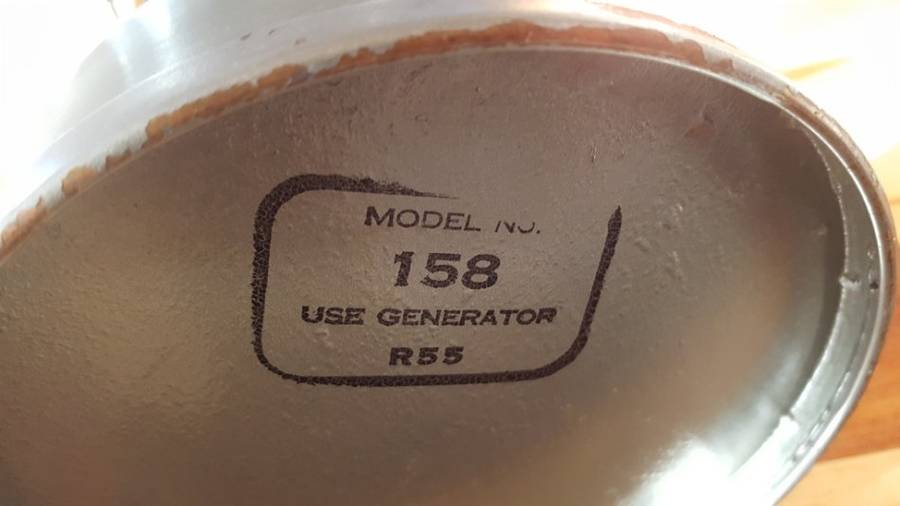 MODEL NO.
158
USE GENERATOR
R55